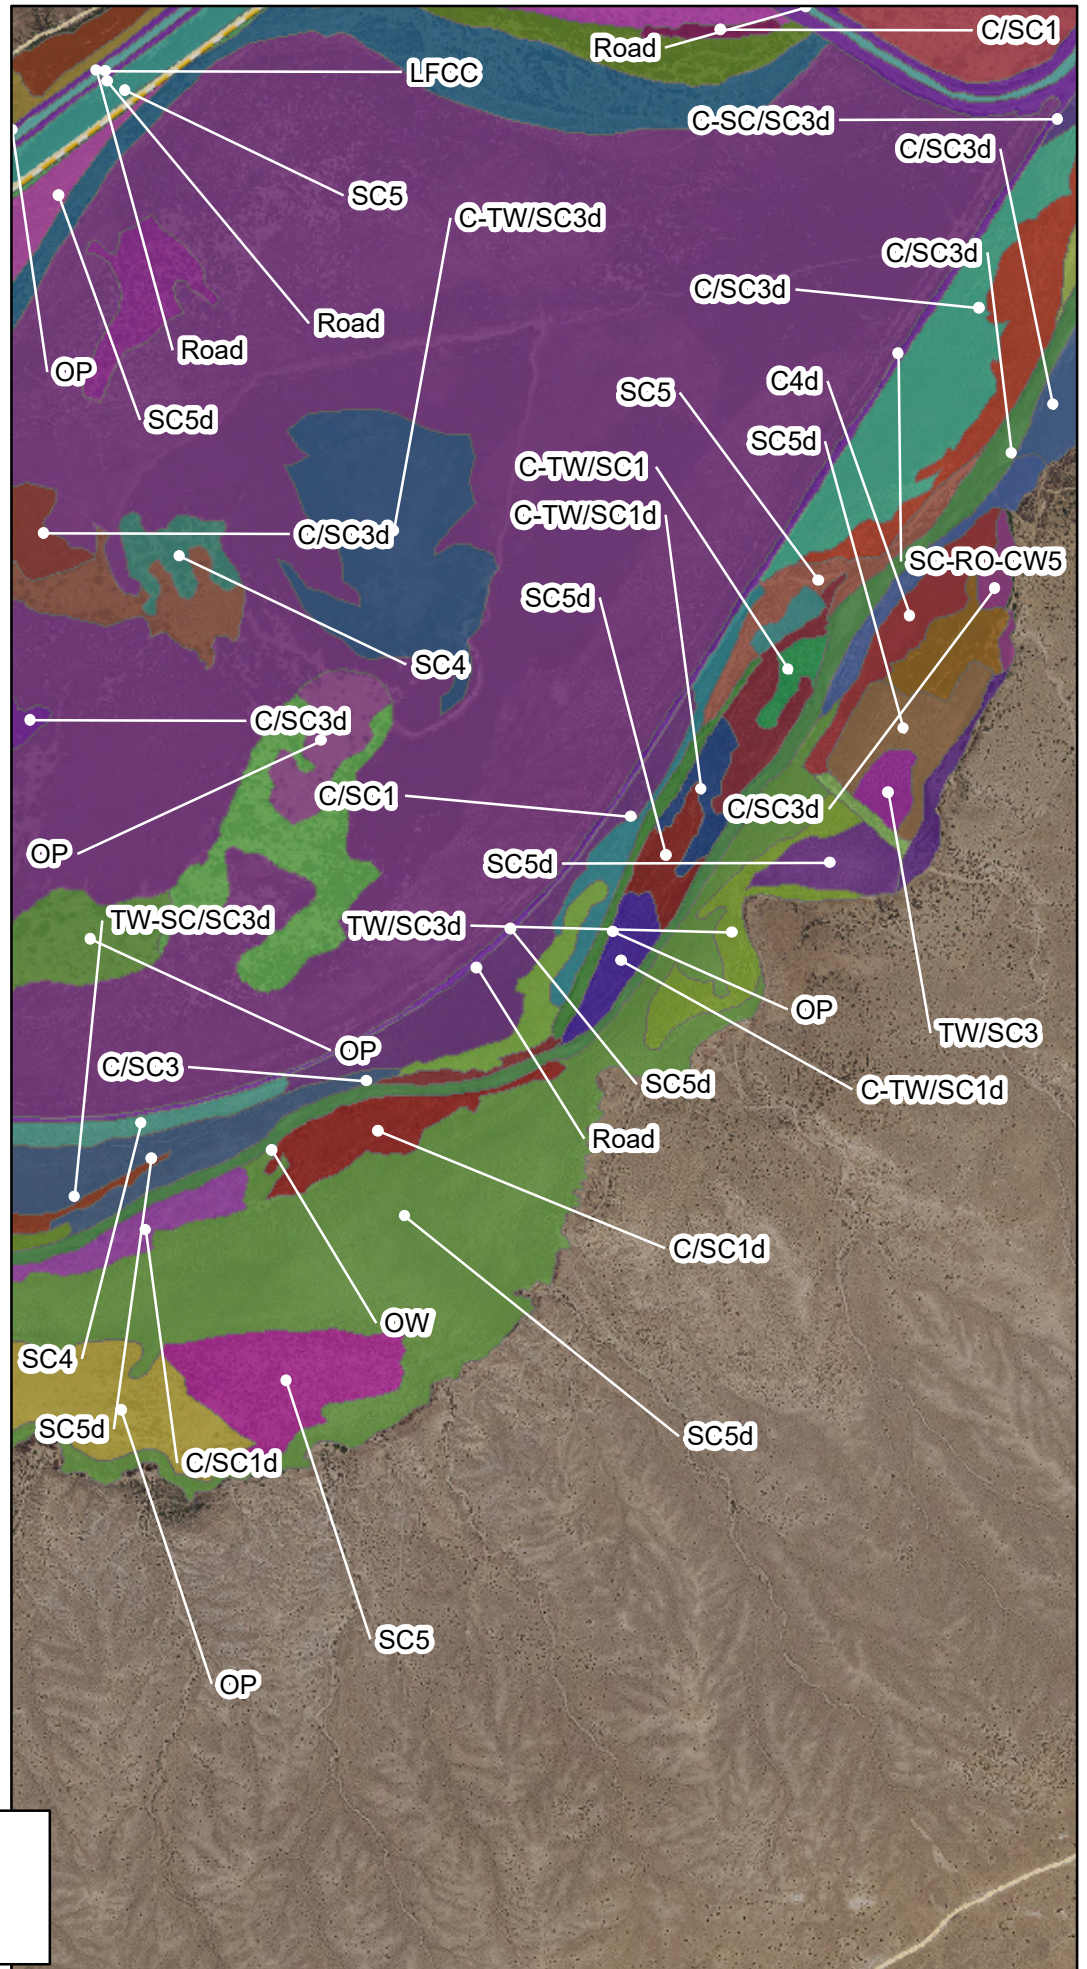 C/SC1
Road
LFCC
C-SC/SC3d
C/SC3d
SC5
C-TW/SC3d
C/SC3d
C/SC3d
Road
Road
OP
C4d
SC5
SC5d
SC5d
C-TW/SC1
C-TW/SC1d
C/SC3d
SC-RO-CW5
SC5d
SC4
C/SC3d
C/SC1
C/SC3d
OP
SC5d
TW-SC/SC3d
TW/SC3d
OP
TW/SC3
OP
C/SC3
SC5d
C-TW/SC1d
Road
C/SC1d
OW
SC4
SC5d
SC5d
C/SC1d
SC5
OP